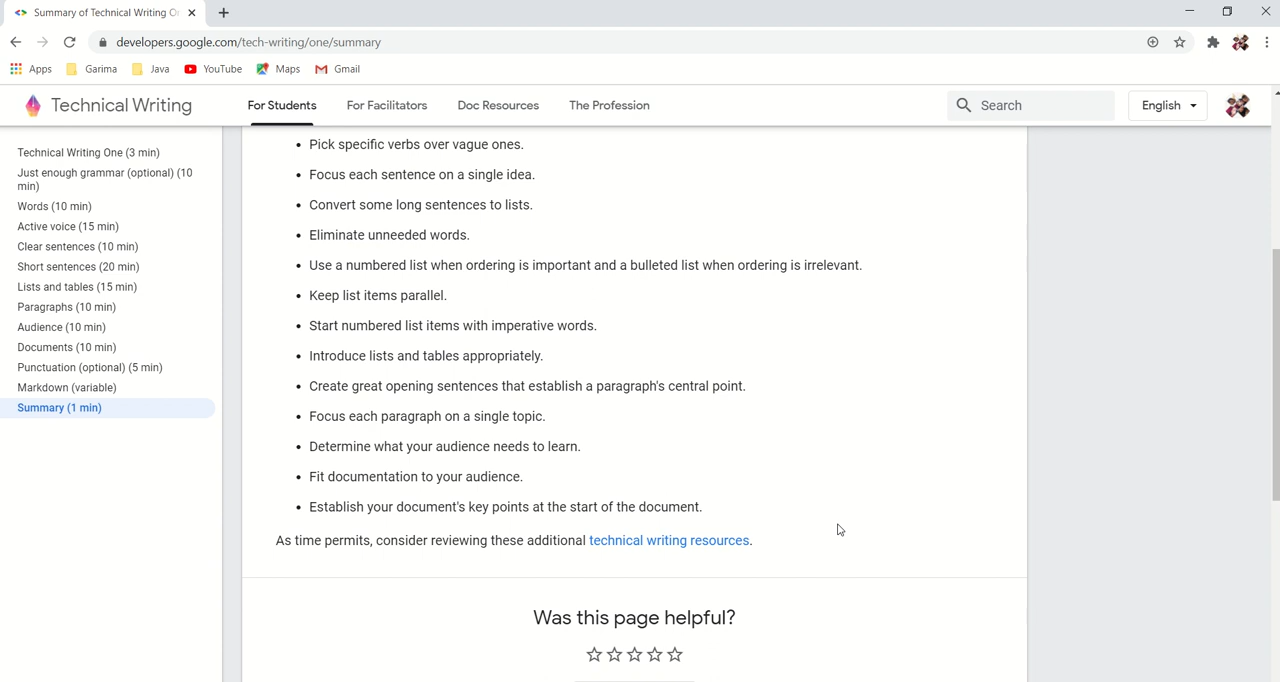 Summary of Technical Writing O
developers.google.com/tech-writing/one/summary
Apps Garima Java YouTube Maps Gmail
Technical Writing For Students For Facilitators Doc Resources The Profession Search English
Technical Writing One (3 min)
Just enough grammar (optional) (10
min)
Words (10 min)
Active voice (15 min)
Clear sentences (10 min)
Short sentences (20 min)
Lists and tables (15 min)
Paragraphs (10 min)
Audience (10 min)
Documents (10 min)
Punctuation (optional) (5 min)
Markdown (variable)
Summary (1 min)
• Pick specific verbs over vague ones.
• Focus each sentence on a single idea.
• Convert some long sentences to lists.
• Eliminate unneeded words.
• Use a numbered list when ordering is important and a bulleted list when ordering is irrelevant.
• Keep list items parallel.
• Start numbered list items with imperative words.
• Introduce lists and tables appropriately.
• Create great opening sentences that establish a paragraph's central point.
• Focus each paragraph on a single topic.
• Determine what your audience needs to learn.
• Fit documentation to your audience.
• Establish your document's key points at the start of the document.
As time permits, consider reviewing these additional technical writing resources.
Was this page helpful?